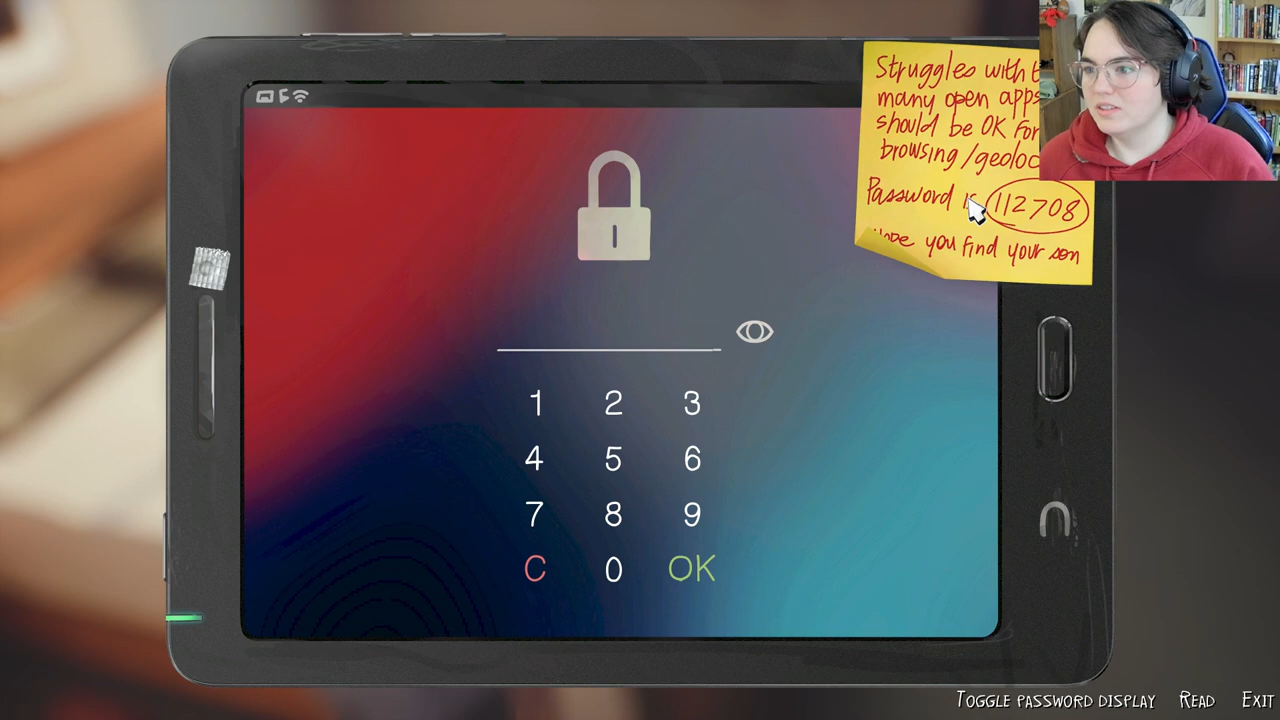 Struggles with
many open apps
should be OK for
browsing/geoloc
Password is 112708
Hope you find your son
1 2 3
4 5 6
7 8 9
C 0 OK
TOGGLE PASSWORD DISPLAY READ EXIT